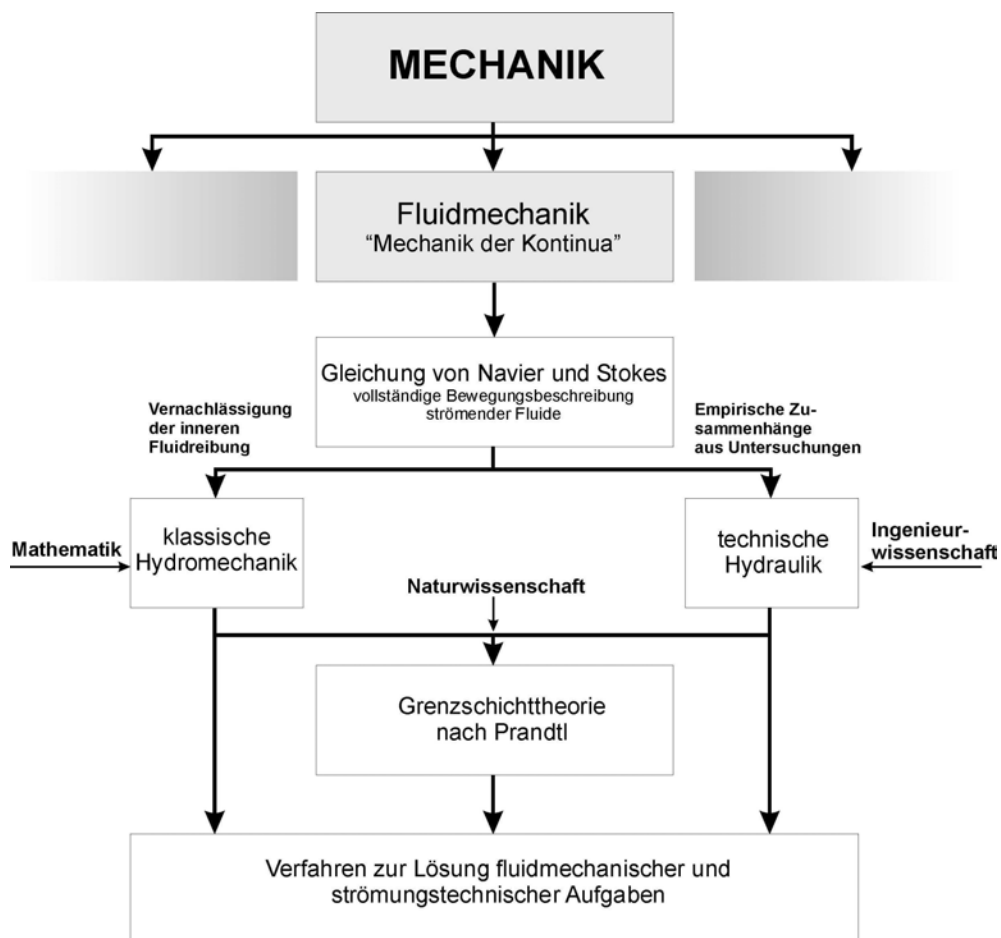 MECHANIK
Fluidmechanik
“Mechanik der Kontinua”
Gleichung von Navier und Stokes
vollständige Bewegungsbeschreibung
strömender Fluide
Vernachlässigung
der inneren
Fluidreibung
Empirische Zu-
sammenhänge
aus Untersuchungen
Mathematik
klassische
Hydromechanik
technische
Hydraulik
Ingenieur-
wissenschaft
Naturwissenschaft
Grenzschichttheorie
nach Prandtl
Verfahren zur Lösung fluidmechanischer und
strömungstechnischer Aufgaben